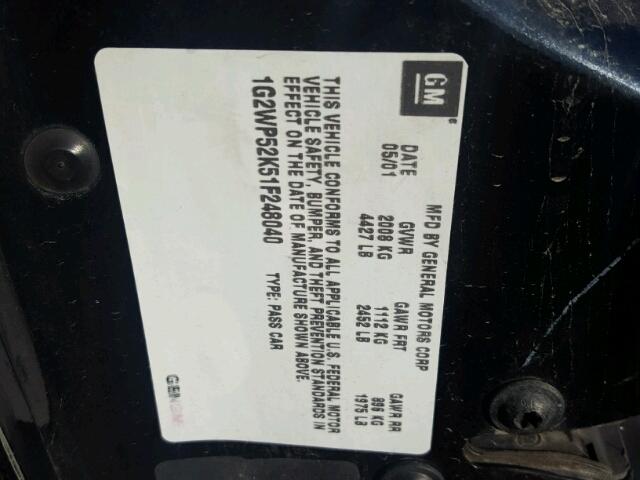 GM
MFD BY GENERAL MOTORS CORP
DATE GVWR GAWR FRT GAWR RR
05/01 2008 KG 1112 KG 896 KG
4427 LB 2452 LB 1975 LB
THIS VEHICLE CONFORMS TO ALL APPLICABLE U.S. FEDERAL MOTOR
VEHICLE SAFETY, BUMPER, AND THEFT PREVENTION STANDARDS IN
EFFECT ON THE DATE OF MANUFACTURE SHOWN ABOVE.
1G2WP52K51F248040 TYPE: PASS CAR